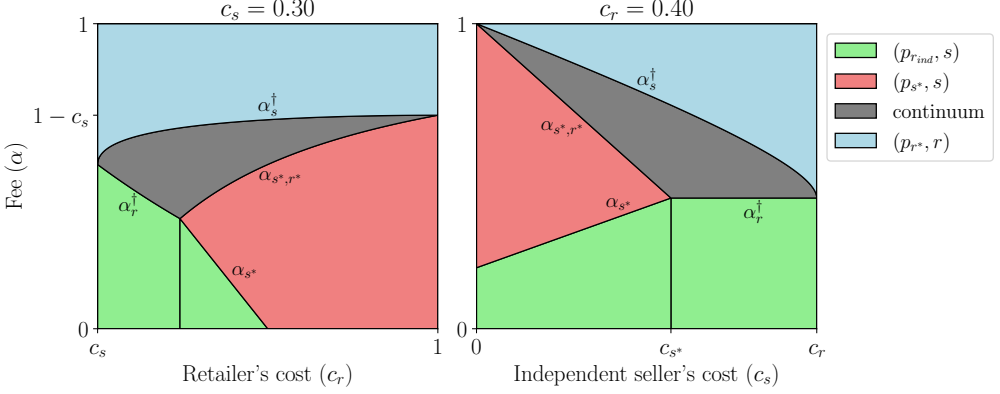 c_s = 0.30
c_r = 0.40
1
1 − c_s
0
Fee (α)
α_s^†
α_{s*,r*}
α_r^†
α_{s*}
c_s
1
Retailer's cost (c_r)
1
0
α_s^†
α_{s*,r*}
α_{s*}
α_r^†
0
c_{s*}
c_r
Independent seller's cost (c_s)
(p_{r_{ind}}, s)
(p_{s*}, s)
continuum
(p_{r*}, r)